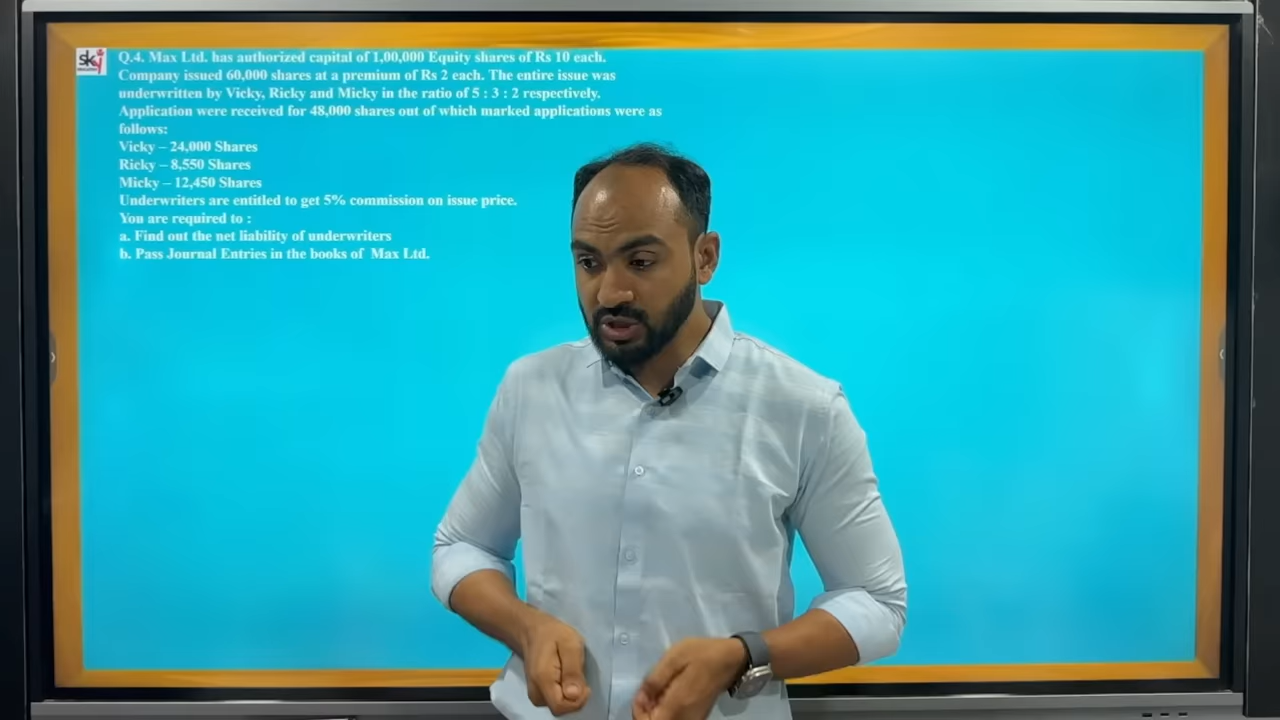 sky
Q.4. Max Ltd. has authorized capital of 1,00,000 Equity shares of Rs 10 each.
Company issued 60,000 shares at a premium of Rs 2 each. The entire issue was
underwritten by Vicky, Ricky and Micky in the ratio of 5 : 3 : 2 respectively.
Application were received for 48,000 shares out of which marked applications were as
follows:
Vicky – 24,000 Shares
Ricky – 8,550 Shares
Micky – 12,450 Shares
Underwriters are entitled to get 5% commission on issue price.
You are required to :
a. Find out the net liability of underwriters
b. Pass Journal Entries in the books of Max Ltd.